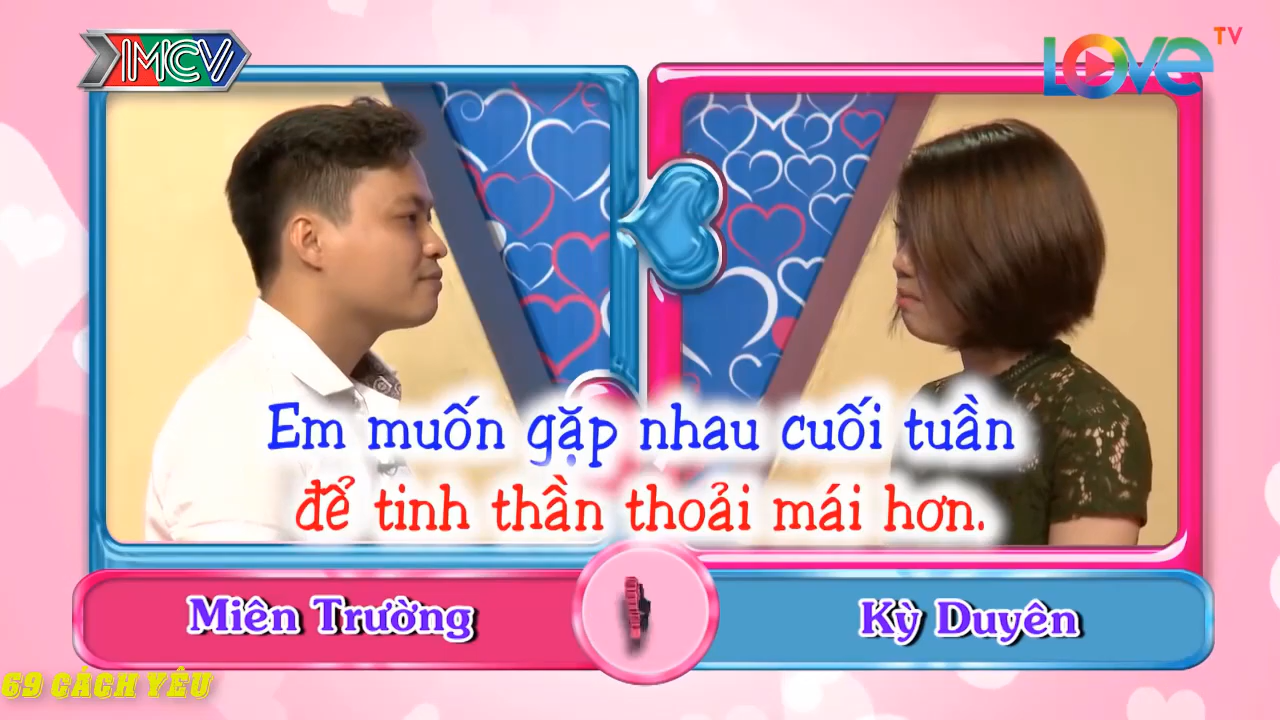 MCV
LOVE TV
Em muốn gặp nhau cuối tuần
để tinh thần thoải mái hơn.
Miên Trường
Kỳ Duyên
69 CÁCH YÊU